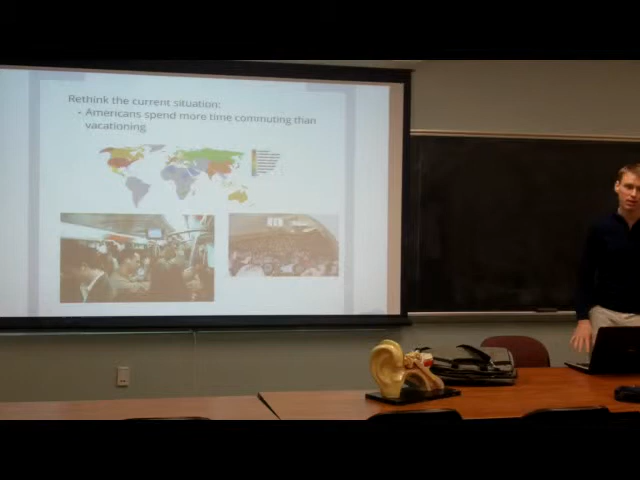 Rethink the current situation:
- Americans spend more time commuting than
vacationing